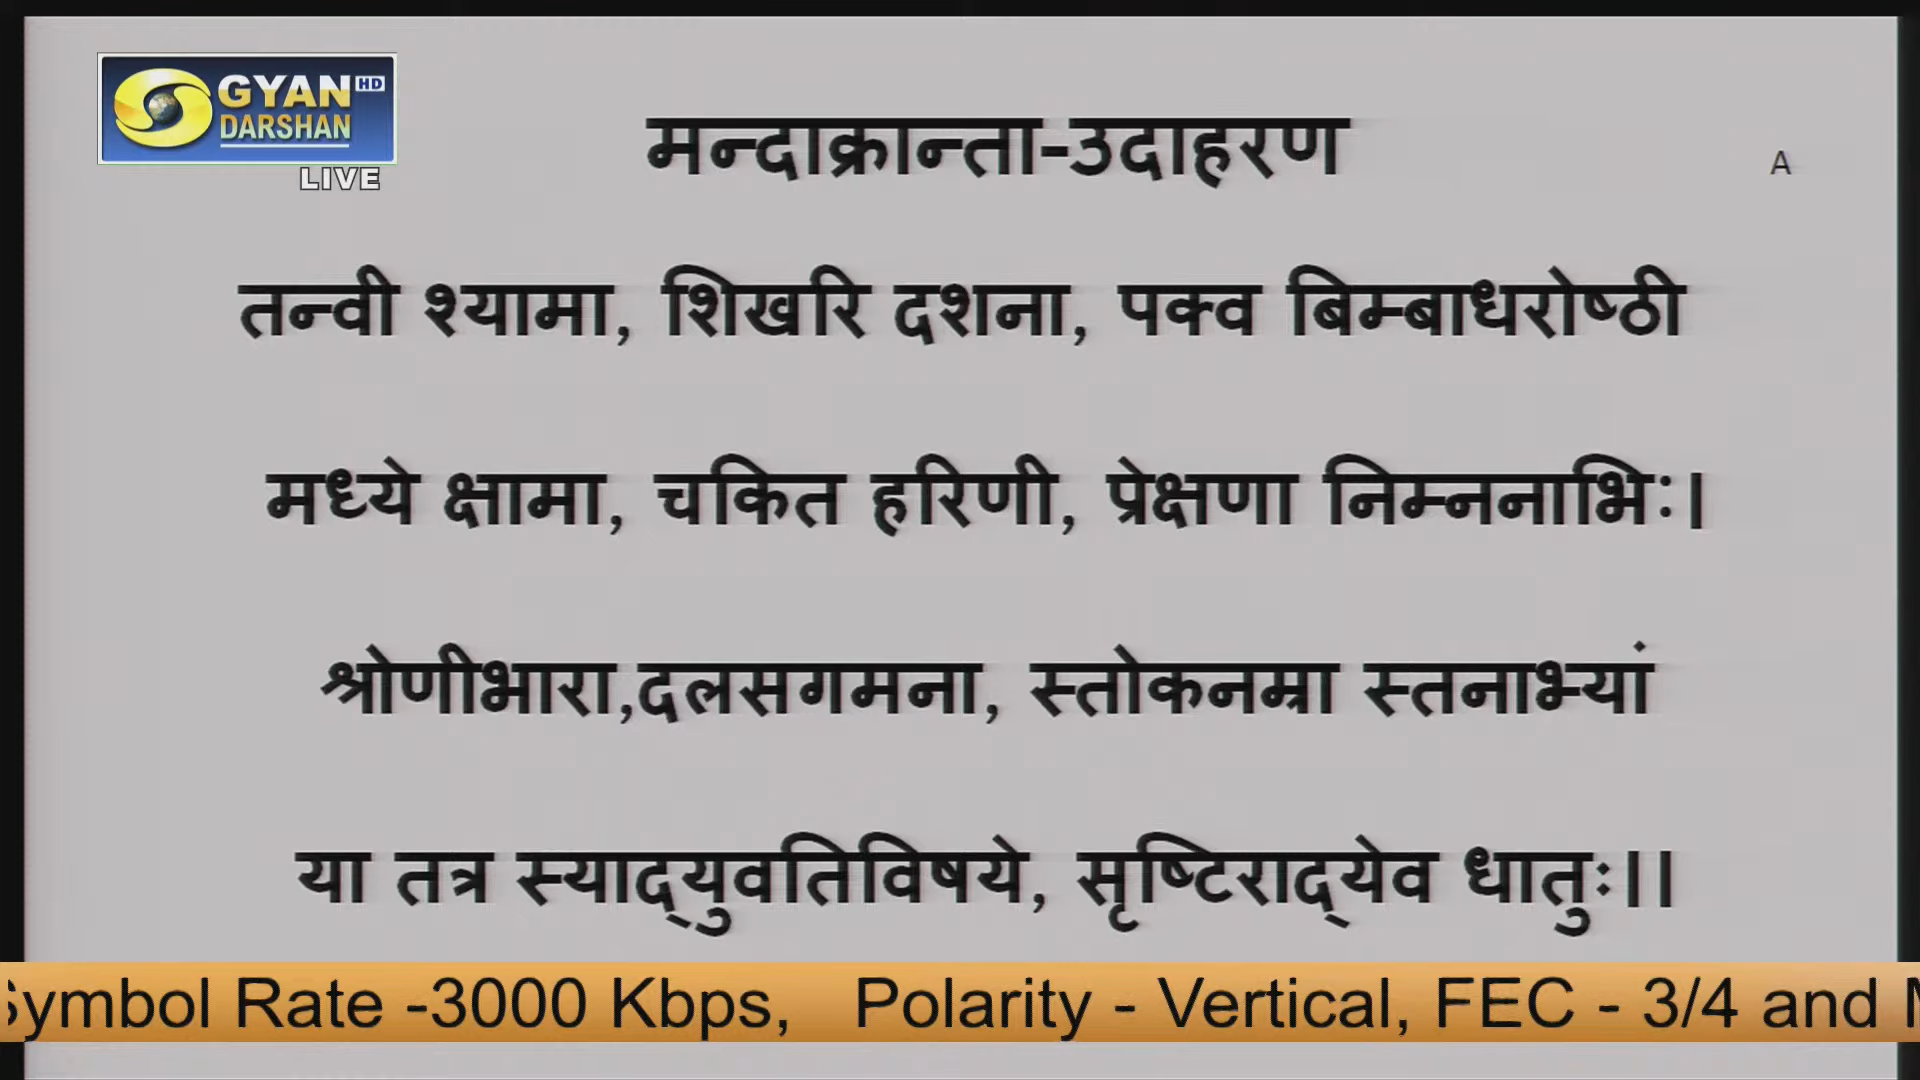 GYAN HD
DARSHAN
LIVE
मन्दाक्रान्ता-उदाहरण
A
तन्वी श्यामा, शिखरि दशना, पक्व बिम्बाधरोष्ठी
मध्ये क्षामा, चकित हरिणी, प्रेक्षणा निम्ननाभिः।
श्रोणीभारा,दलसगमना, स्तोकनम्रा स्तनाभ्यां
या तत्र स्याद्युवतिविषये, सृष्टिराद्येव धातुः।।
Symbol Rate -3000 Kbps, Polarity - Vertical, FEC - 3/4 and